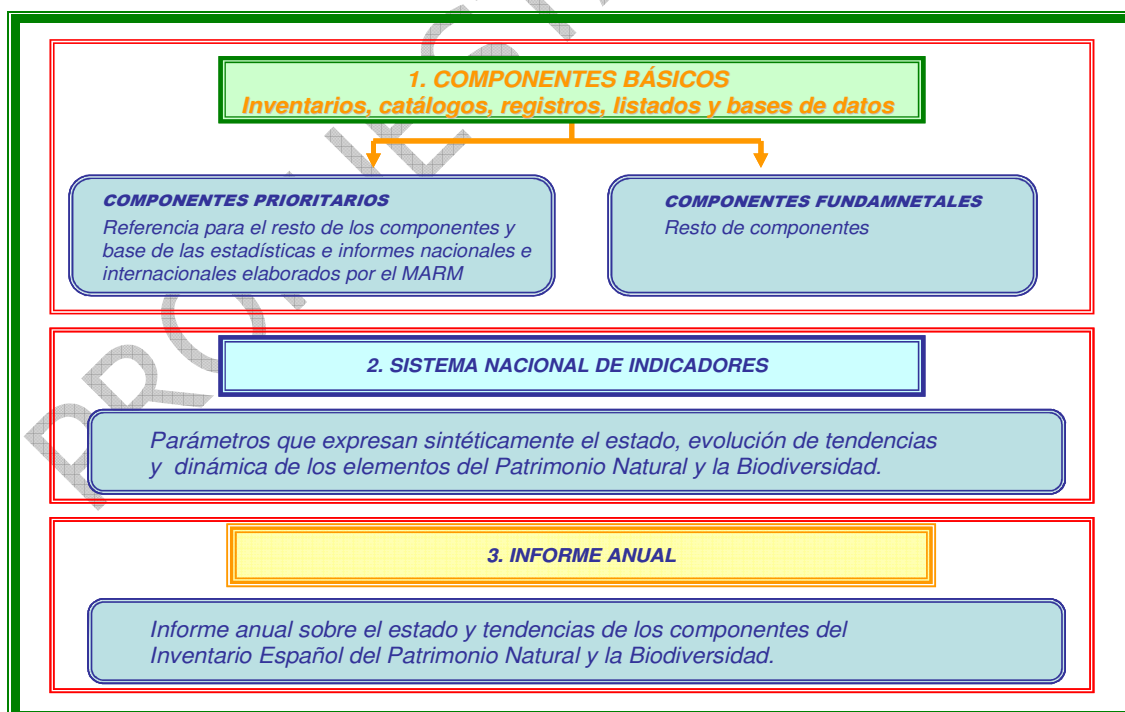 1. COMPONENTES BÁSICOS
Inventarios, catálogos, registros, listados y bases de datos
COMPONENTES PRIORITARIOS
Referencia para el resto de los componentes y
base de las estadísticas e informes nacionales e
internacionales elaborados por el MARM
COMPONENTES FUNDAMNETALES
Resto de componentes
2. SISTEMA NACIONAL DE INDICADORES
Parámetros que expresan sintéticamente el estado, evolución de tendencias
y dinámica de los elementos del Patrimonio Natural y la Biodiversidad.
3. INFORME ANUAL
Informe anual sobre el estado y tendencias de los componentes del
Inventario Español del Patrimonio Natural y la Biodiversidad.